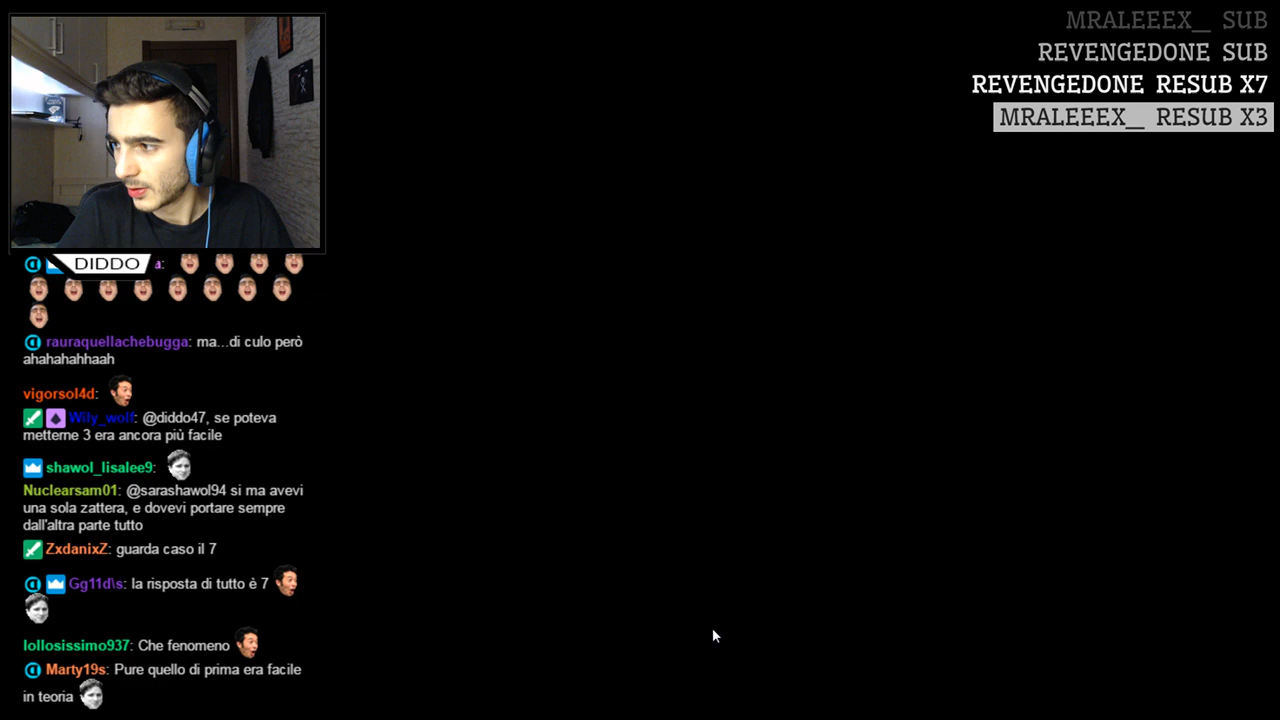 MRALEEEX_ SUB
REVENGEDONE SUB
REVENGEDONE RESUB X7
MRALEEEX_ RESUB X3
DIDDO
a:
rauraquellachebugga: ma...di culo però
ahahahahhaah
vigorsol4d:
Wily_wolf: @diddo47, se poteva
metterne 3 era ancora più facile
shawol_lisalee9:
Nuclearsam01: @sarashawol94 si ma avevi
una sola zattera, e dovevi portare sempre
dall'altra parte tutto
ZxdanixZ: guarda caso il 7
Gg11d\s: la risposta di tutto è 7
lollosissimo937: Che fenomeno
Marty19s: Pure quello di prima era facile
in teoria